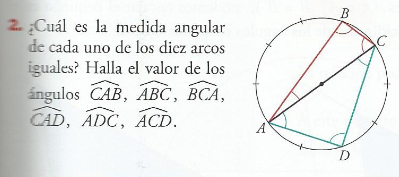 2. ¿Cuál es la medida angular
de cada uno de los diez arcos
iguales? Halla el valor de los
ángulos CAB, ABC, BCA,
CAD, ADC, ACD.
B
C
A
D